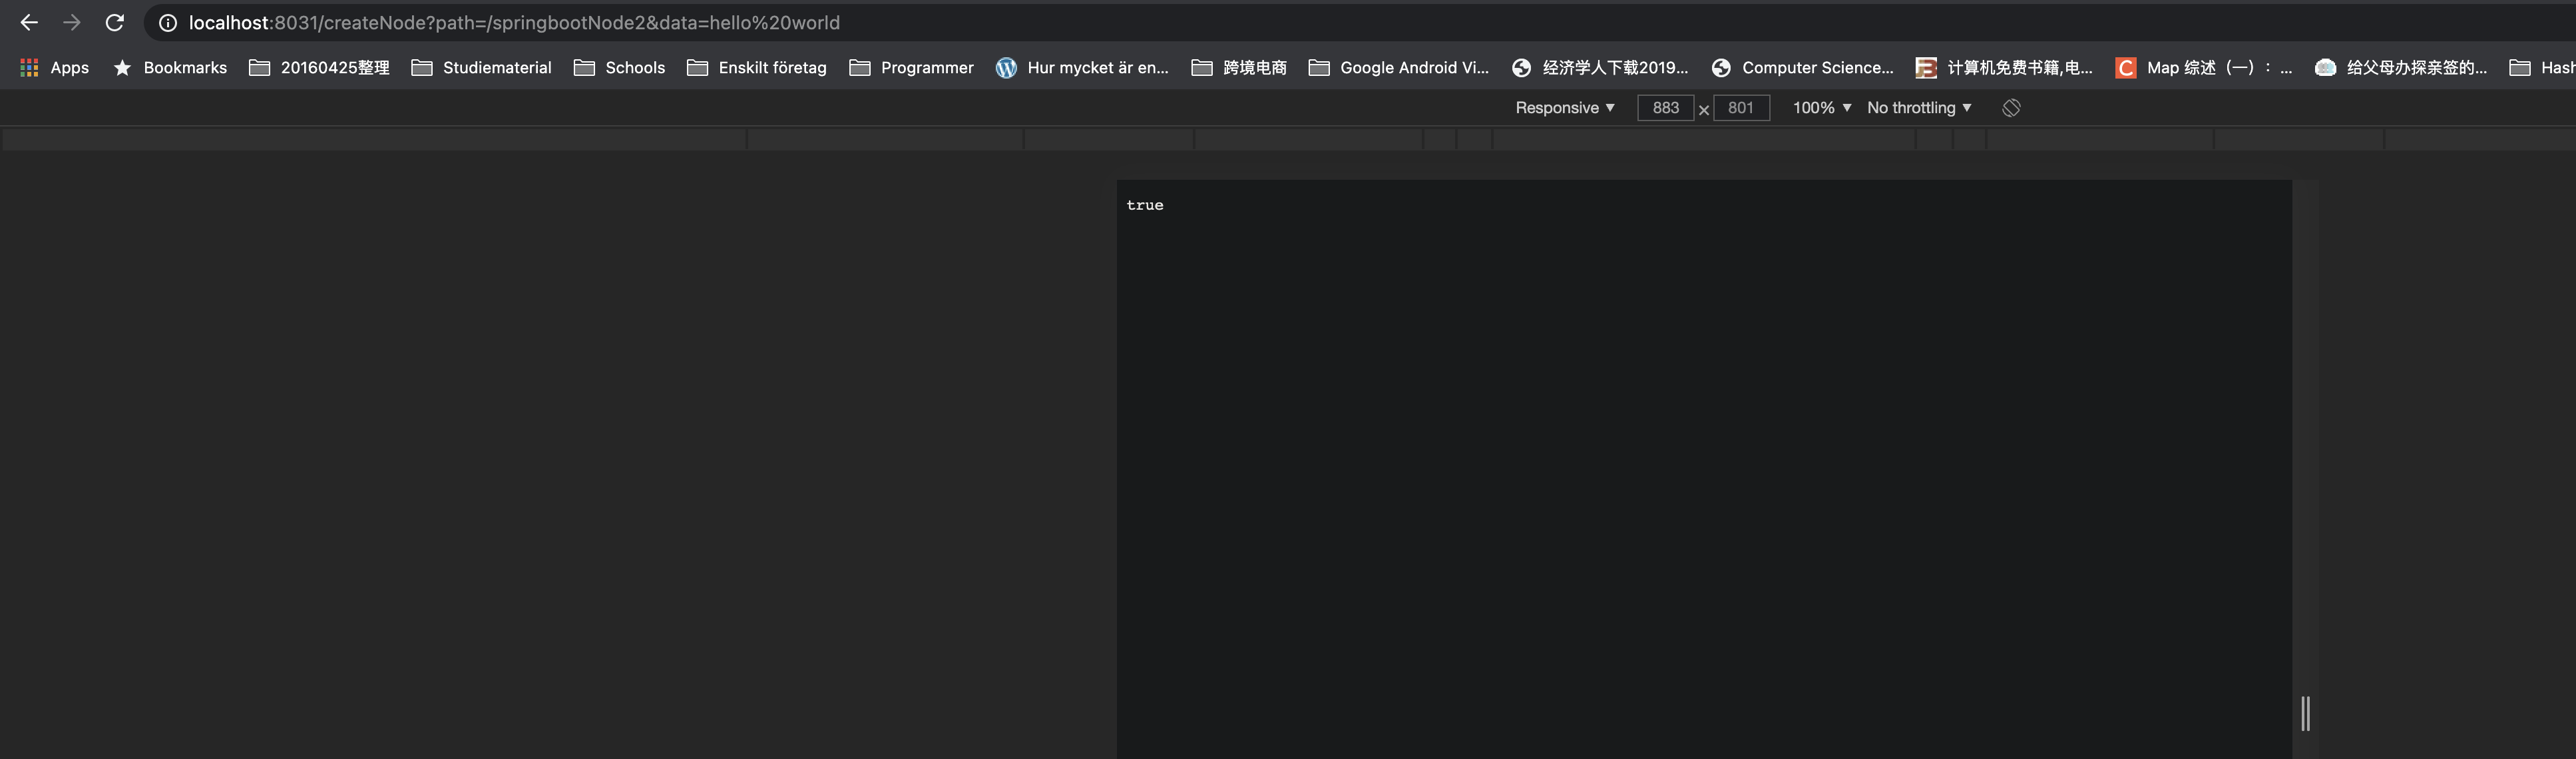 localhost:8031/createNode?path=/springbootNode2&data=hello%20world
Apps Bookmarks 20160425整理 Studiematerial Schools Enskilt företag Programmer Hur mycket är en... 跨境电商 Google Android Vi... 经济学人下载2019... Computer Science... 计算机免费书籍,电... Map 综述（一）：... 给父母办探亲签的... Hash
Responsive ▼ 883 × 801 100% ▼ No throttling ▼
true